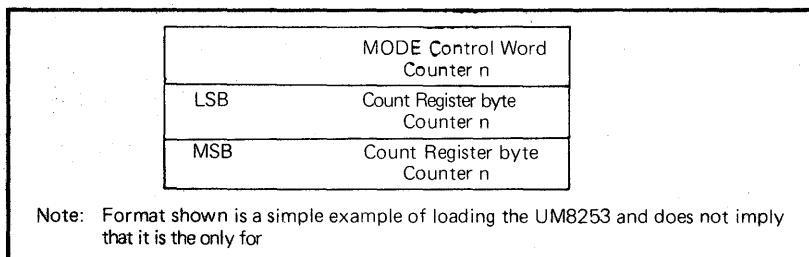 MODE Control Word
Counter n
LSB Count Register byte
Counter n
MSB Count Register byte
Counter n
Note: Format shown is a simple example of loading the UM8253 and does not imply
that it is the only for